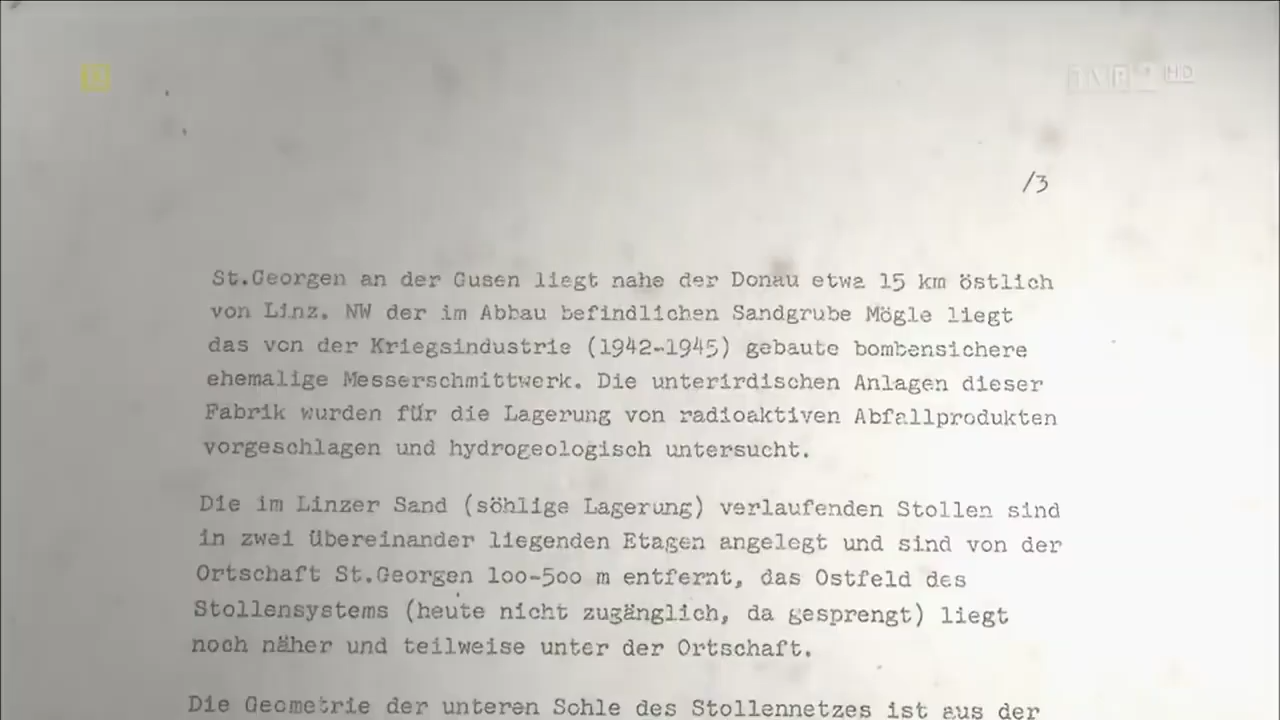 12
TVP HD
/3
St.Georgen an der Gusen liegt nahe der Donau etwa 15 km östlich
von Linz. NW der im Abbau befindlichen Sandgrube Mögle liegt
das von der Kriegsindustrie (1942-1945) gebaute bombensichere
ehemalige Messerschmittwerk. Die unterirdischen Anlagen dieser
Fabrik wurden für die Lagerung von radioaktiven Abfallprodukten
vorgeschlagen und hydrogeologisch untersucht.
Die im Linzer Sand (söhlige Lagerung) verlaufenden Stollen sind
in zwei übereinander liegenden Etagen angelegt und sind von der
Ortschaft St.Georgen 100-500 m entfernt, das Ostfeld des
Stollensystems (heute nicht zugänglich, da gesprengt) liegt
noch näher und teilweise unter der Ortschaft.
Die Geometrie der unteren Sohle des Stollennetzes ist aus der